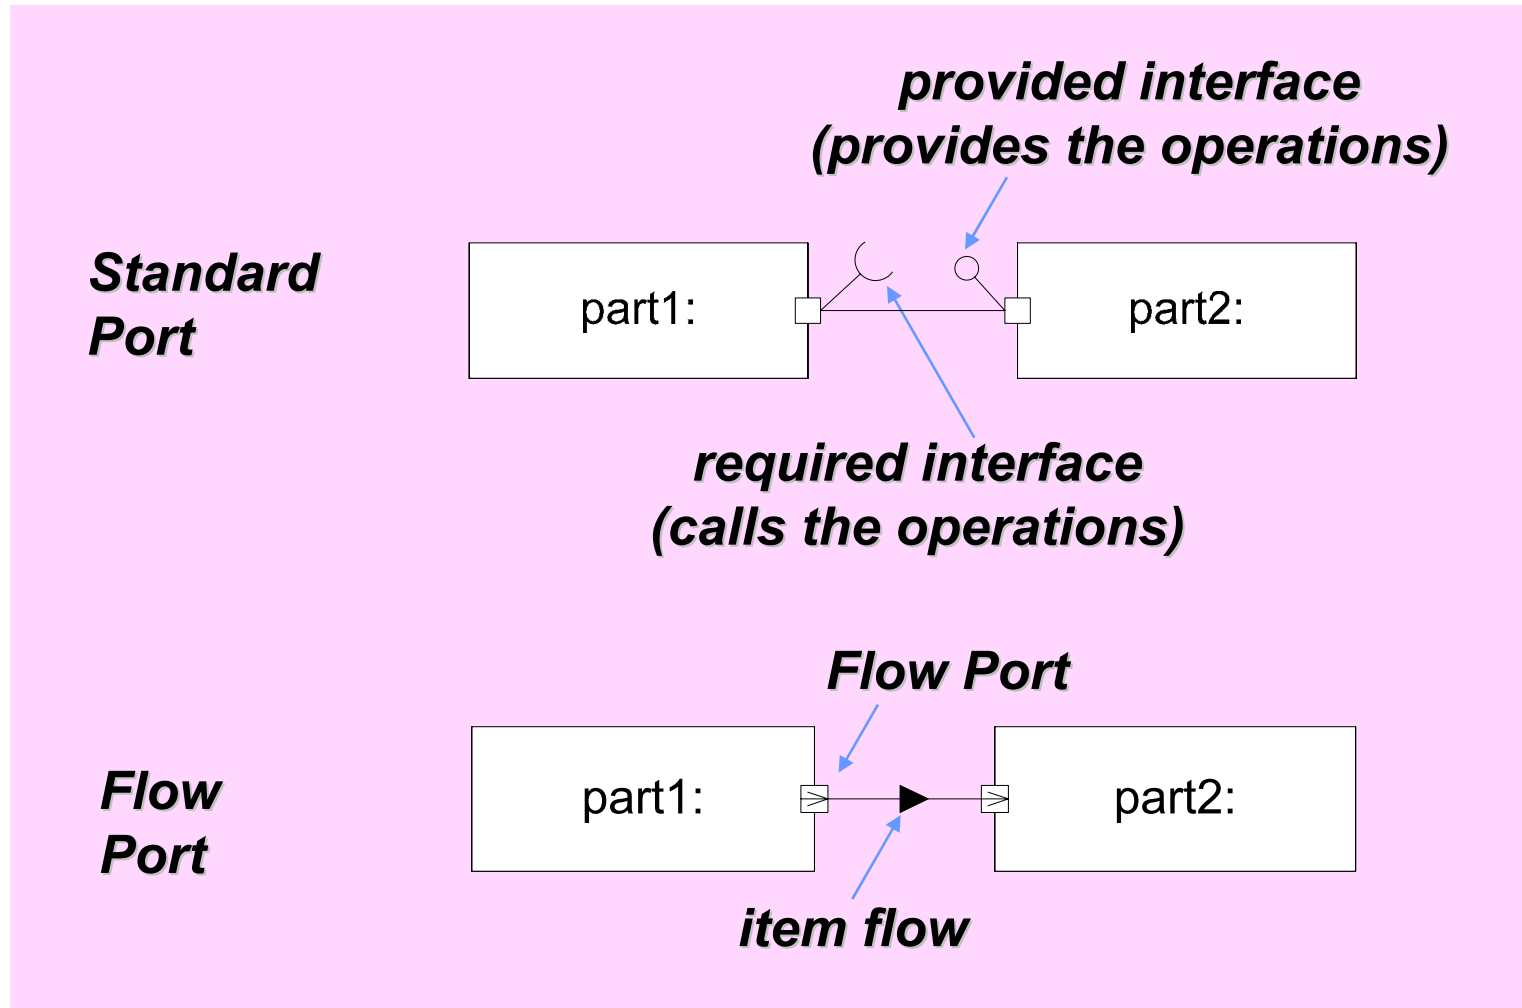 provided interface
(provides the operations)
Standard
Port
part1:
part2:
required interface
(calls the operations)
Flow Port
Flow
Port
part1:
part2:
item flow